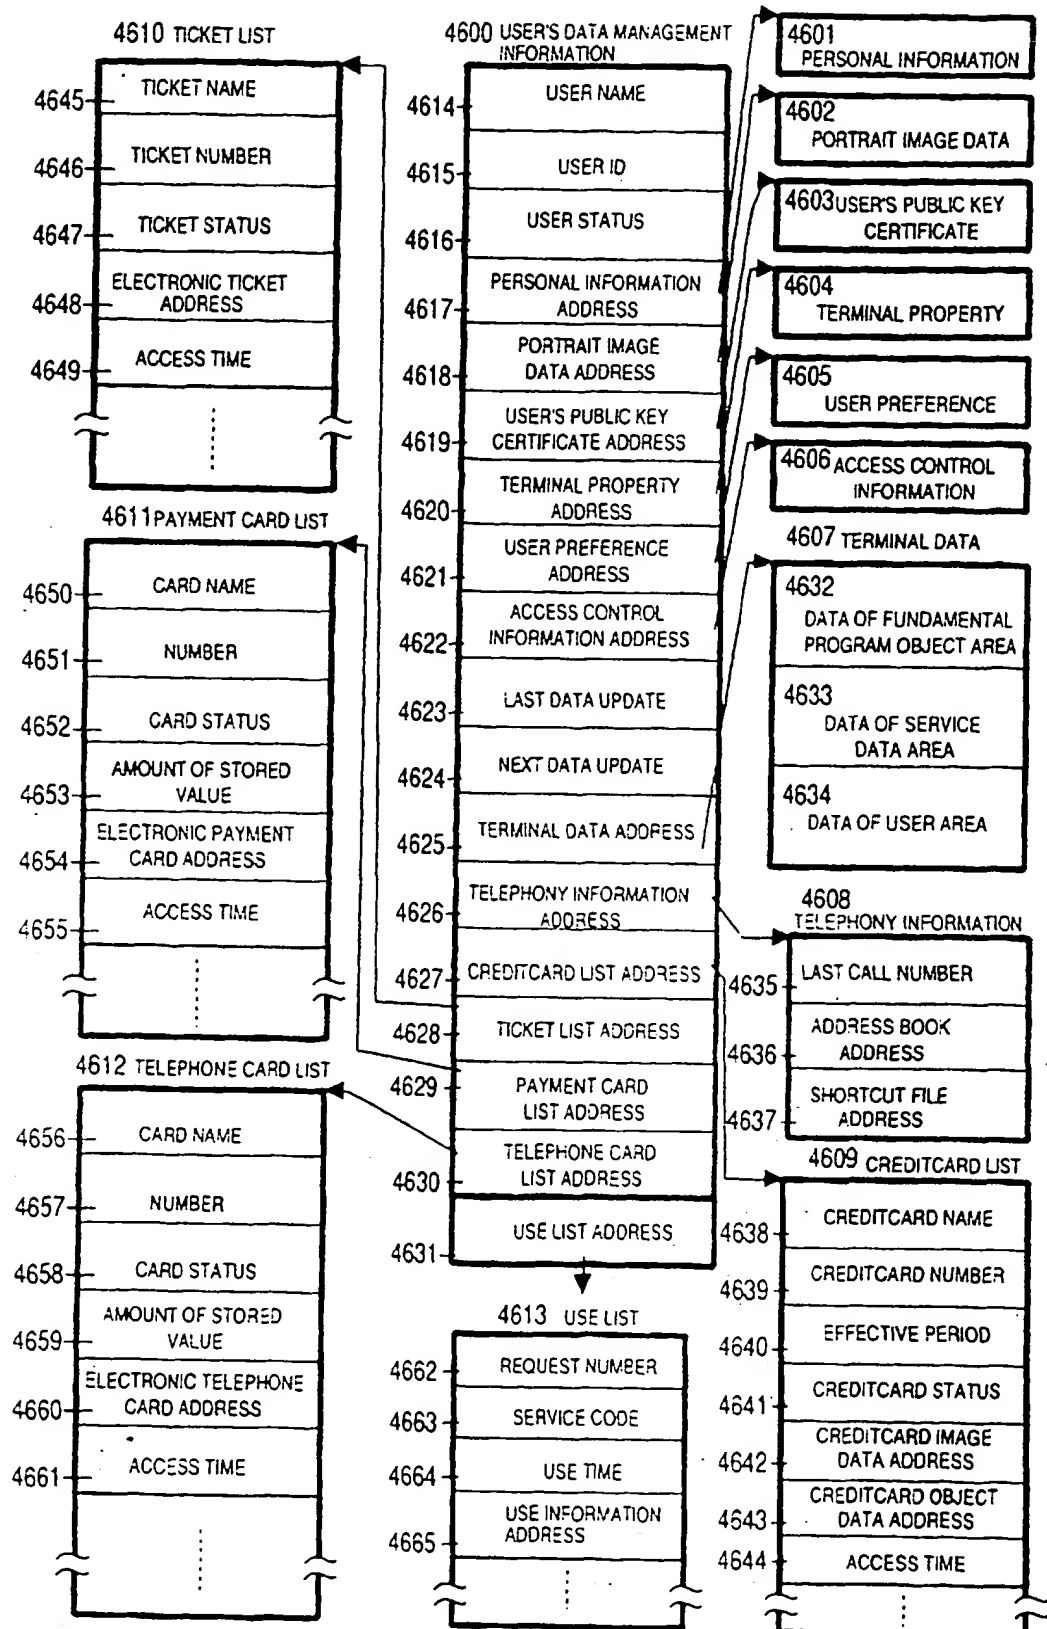 4610 TICKET LIST
4645
TICKET NAME
4646
TICKET NUMBER
4647
TICKET STATUS
4648
ELECTRONIC TICKET
ADDRESS
4649
ACCESS TIME
4611 PAYMENT CARD LIST
4650
CARD NAME
4651
NUMBER
4652
CARD STATUS
4653
AMOUNT OF STORED
VALUE
4654
ELECTRONIC PAYMENT
CARD ADDRESS
4655
ACCESS TIME
4612 TELEPHONE CARD LIST
4656
CARD NAME
4657
NUMBER
4658
CARD STATUS
4659
AMOUNT OF STORED
VALUE
4660
ELECTRONIC TELEPHONE
CARD ADDRESS
4661
ACCESS TIME
4600 USER'S DATA MANAGEMENT
INFORMATION
4614
USER NAME
4615
USER ID
4616
USER STATUS
4617
PERSONAL INFORMATION
ADDRESS
4618
PORTRAIT IMAGE
DATA ADDRESS
4619
USER'S PUBLIC KEY
CERTIFICATE ADDRESS
4620
TERMINAL PROPERTY
ADDRESS
4621
USER PREFERENCE
ADDRESS
4622
ACCESS CONTROL
INFORMATION ADDRESS
4623
LAST DATA UPDATE
4624
NEXT DATA UPDATE
4625
TERMINAL DATA ADDRESS
4626
TELEPHONY INFORMATION
ADDRESS
4627
CREDITCARD LIST ADDRESS
4628
TICKET LIST ADDRESS
4629
PAYMENT CARD
LIST ADDRESS
4630
TELEPHONE CARD
LIST ADDRESS
4631
USE LIST ADDRESS
4613 USE LIST
4662
REQUEST NUMBER
4663
SERVICE CODE
4664
USE TIME
4665
USE INFORMATION
ADDRESS
4601
PERSONAL INFORMATION
4602
PORTRAIT IMAGE DATA
4603 USER'S PUBLIC KEY
CERTIFICATE
4604
TERMINAL PROPERTY
4605
USER PREFERENCE
4606 ACCESS CONTROL
INFORMATION
4607 TERMINAL DATA
4632
DATA OF FUNDAMENTAL
PROGRAM OBJECT AREA
4633
DATA OF SERVICE
DATA AREA
4634
DATA OF USER AREA
4608
TELEPHONY INFORMATION
4635
LAST CALL NUMBER
4636
ADDRESS BOOK
ADDRESS
4637
SHORTCUT FILE
ADDRESS
4609 CREDITCARD LIST
4638
CREDITCARD NAME
4639
CREDITCARD NUMBER
4640
EFFECTIVE PERIOD
4641
CREDITCARD STATUS
4642
CREDITCARD IMAGE
DATA ADDRESS
4643
CREDITCARD OBJECT
DATA ADDRESS
4644
ACCESS TIME